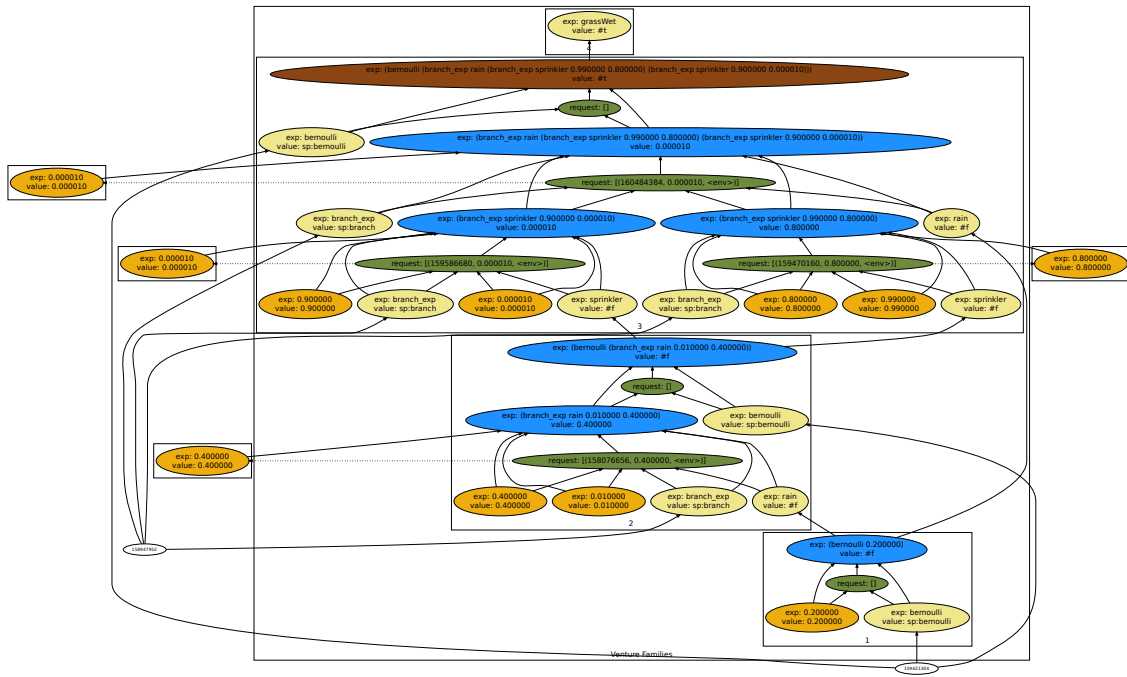 exp: grassWet
value: #t
4
exp: (bernoulli (branch_exp rain (branch_exp sprinkler 0.990000 0.800000) (branch_exp sprinkler 0.900000 0.000010)))
value: #t
request: []
exp: bernoulli
value: sp:bernoulli
exp: (branch_exp rain (branch_exp sprinkler 0.990000 0.800000) (branch_exp sprinkler 0.900000 0.000010))
value: 0.000010
exp: 0.000010
value: 0.000010
request: [(160484384, 0.000010, <env>)]
exp: branch_exp
value: sp:branch
exp: (branch_exp sprinkler 0.900000 0.000010)
value: 0.000010
exp: (branch_exp sprinkler 0.990000 0.800000)
value: 0.800000
exp: rain
value: #f
exp: 0.000010
value: 0.000010
request: [(159586680, 0.000010, <env>)]
request: [(159470160, 0.800000, <env>)]
exp: 0.800000
value: 0.800000
exp: 0.900000
value: 0.900000
exp: branch_exp
value: sp:branch
exp: 0.000010
value: 0.000010
exp: sprinkler
value: #f
exp: branch_exp
value: sp:branch
exp: 0.800000
value: 0.800000
exp: 0.990000
value: 0.990000
exp: sprinkler
value: #f
3
exp: (bernoulli (branch_exp rain 0.010000 0.400000))
value: #f
request: []
exp: (branch_exp rain 0.010000 0.400000)
value: 0.400000
exp: bernoulli
value: sp:bernoulli
exp: 0.400000
value: 0.400000
request: [(158076656, 0.400000, <env>)]
exp: 0.400000
value: 0.400000
exp: 0.010000
value: 0.010000
exp: branch_exp
value: sp:branch
exp: rain
value: #f
2
158947952
exp: (bernoulli 0.200000)
value: #f
request: []
exp: 0.200000
value: 0.200000
exp: bernoulli
value: sp:bernoulli
1
Venture Families
159421304